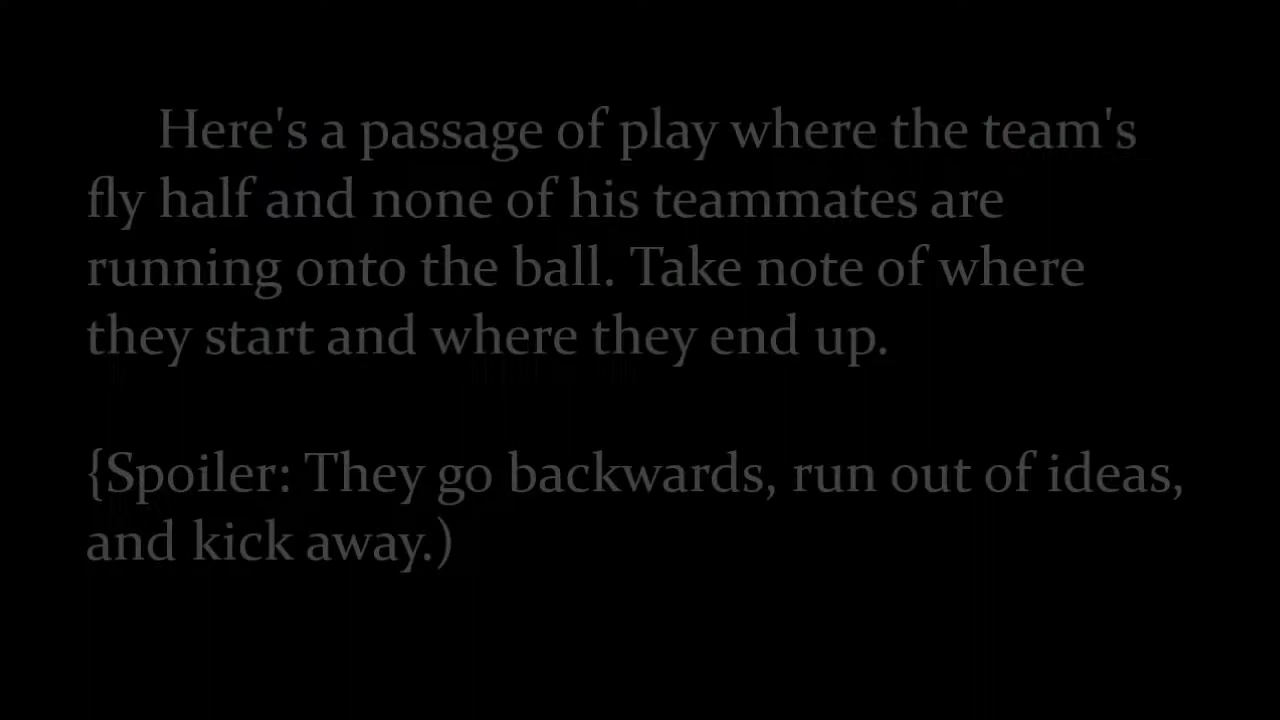 Here's a passage of play where the team's
fly half and none of his teammates are
running onto the ball. Take note of where
they start and where they end up.
{Spoiler: They go backwards, run out of ideas,
and kick away.)